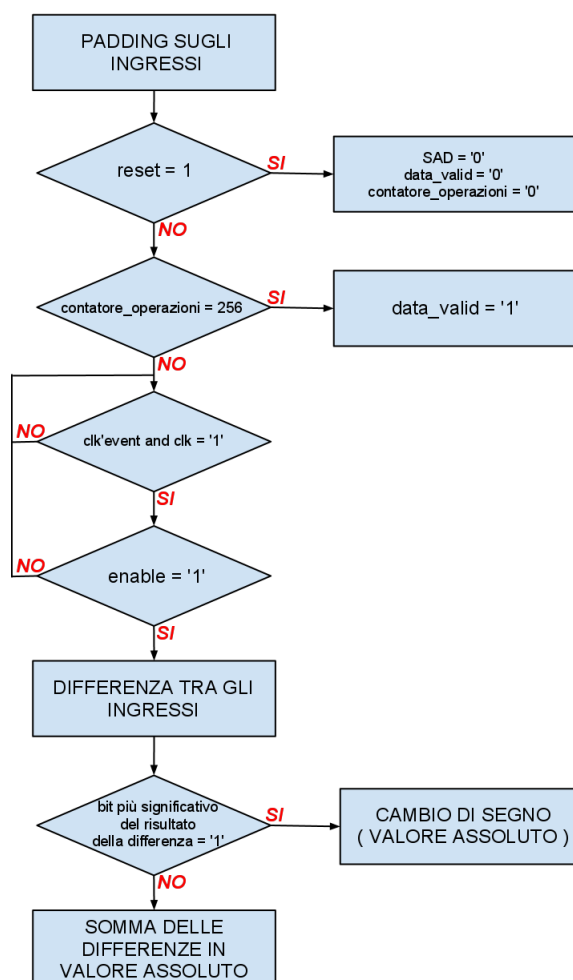 PADDING SUGLI
INGRESSI
reset = 1
SI
SAD = '0'
data_valid = '0'
contatore_operazioni = '0'
NO
contatore_operazioni = 256
SI
data_valid = '1'
NO
NO
clk'event and clk = '1'
SI
NO
enable = '1'
SI
DIFFERENZA TRA GLI
INGRESSI
bit più significativo
del risultato
della differenza = '1'
SI
CAMBIO DI SEGNO
( VALORE ASSOLUTO )
NO
SOMMA DELLE
DIFFERENZE IN
VALORE ASSOLUTO